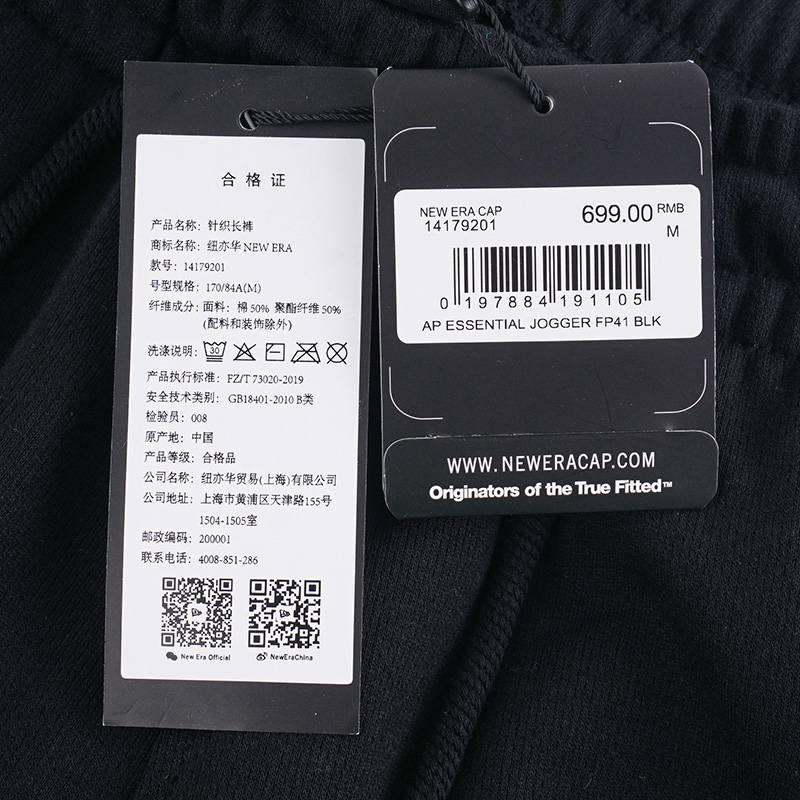 合格证
产品名称：针织长裤
商标名称：纽亦华 NEW ERA
款号：14179201
号型规格：170/84A(M)
纤维成分：面料：棉 50% 聚酯纤维 50%
(配料和装饰除外)
洗涤说明：30
产品执行标准：FZ/T 73020-2019
安全技术类别：GB18401-2010 B类
检验员：008
原产地：中国
产品等级：合格品
公司名称：纽亦华贸易(上海)有限公司
公司地址：上海市黄浦区天津路155号
1504-1505室
邮政编码：200001
联系电话：4008-851-286
New Era Official
NewEraChina
NEW ERA CAP
14179201
699.00 RMB
M
0 197884 191105
AP ESSENTIAL JOGGER FP41 BLK
WWW.NEWERACAP.COM
Originators of the True Fitted™